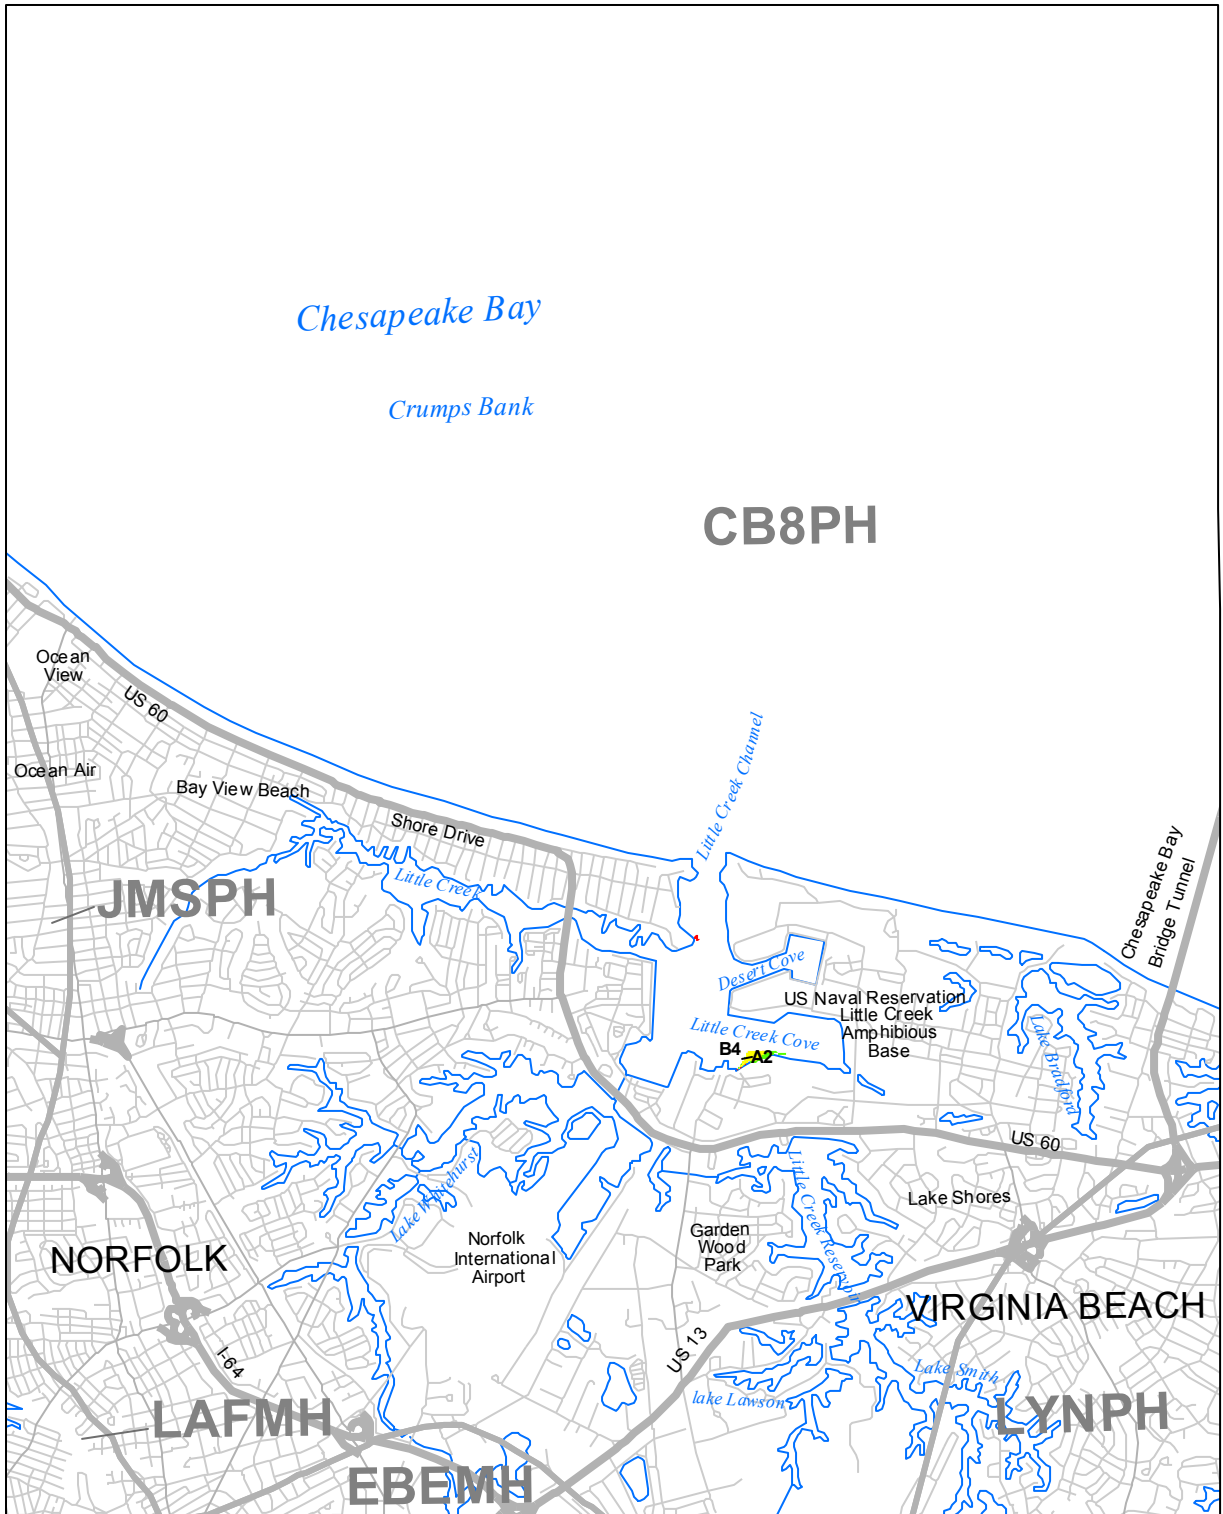 Chesapeake Bay
Crumps Bank
CB8PH
Ocean
View
US 60
Little Creek Channel
Ocean Air
Bay View Beach
Shore Drive
Chesapeake Bay
Bridge Tunnel
Little Creek
JMSPH
Desert Cove
US Naval Reservation
Little Creek
Amphibious
Base
Little Creek Cove
B4
A2
Lake Bradford
US 60
Lake Whitehurst
Little Creek Reservoir
Lake Shores
Norfolk
International
Airport
Garden
Wood
Park
NORFOLK
VIRGINIA BEACH
I-64
US 13
Lake Smith
lake Lawson
LAFMH
LYNPH
EBEMH